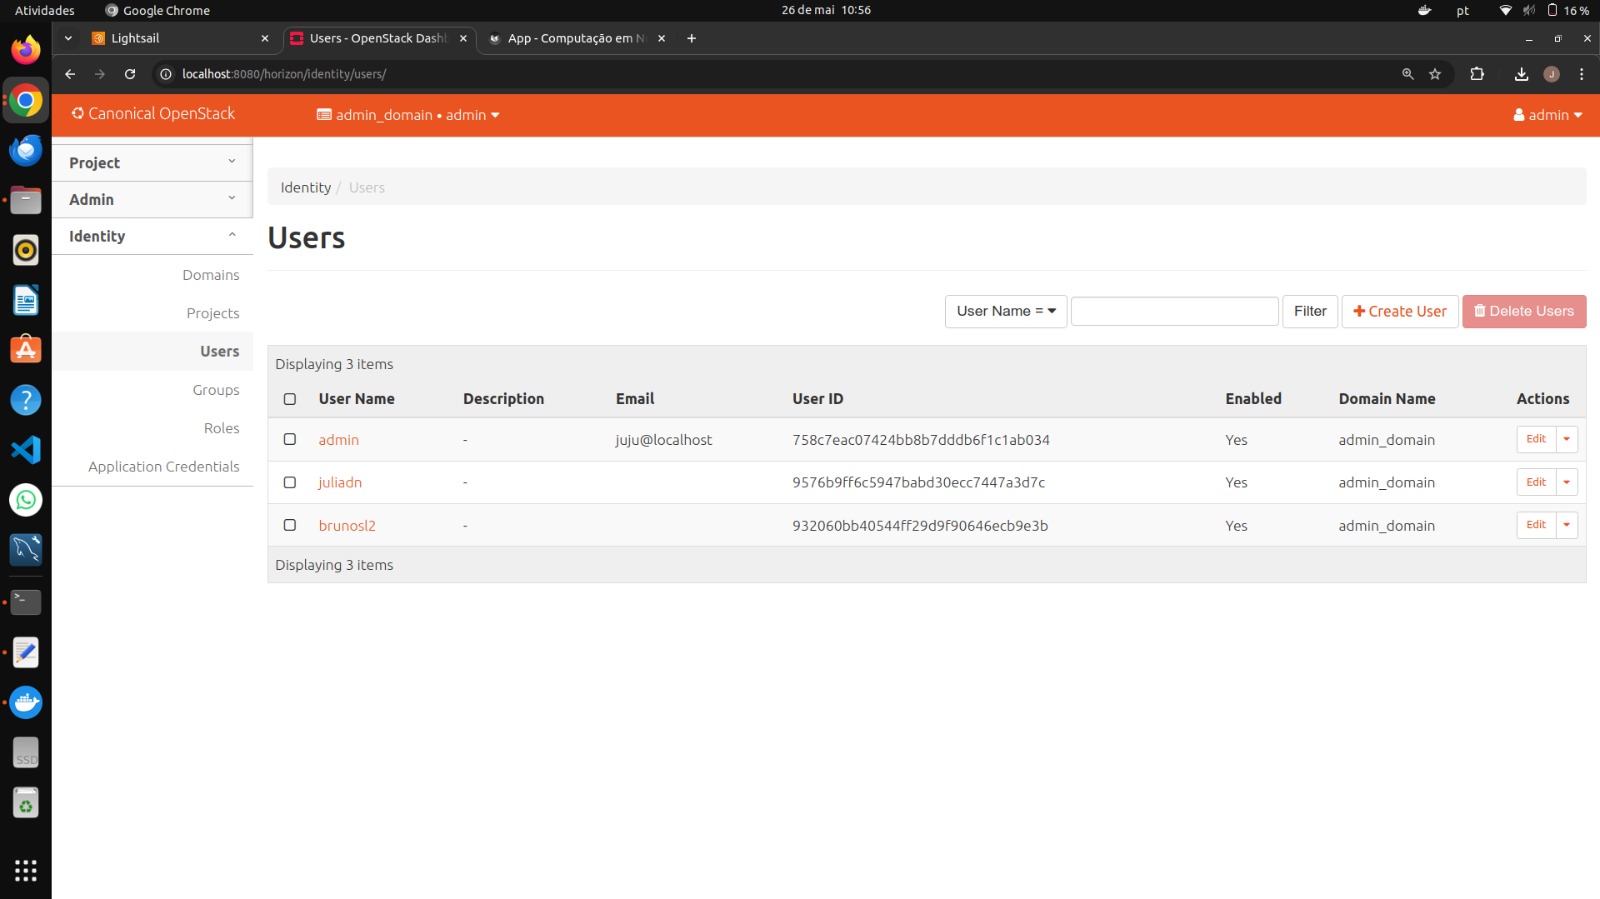 Atividades Google Chrome 26 de mai 10:56 pt 16 %
Lightsail Users - OpenStack Dash App - Computação em N
localhost:8080/horizon/identity/users/ J
Canonical OpenStack admin_domain • admin admin
Project
Admin
Identity
Domains
Projects
Users
Groups
Roles
Application Credentials
Identity / Users
Users
User Name = Filter Create User Delete Users
Displaying 3 items
User Name Description Email User ID Enabled Domain Name Actions
admin - juju@localhost 758c7eac07424bb8b7dddb6f1c1ab034 Yes admin_domain Edit
juliadn - 9576b9ff6c5947babd30ecc7447a3d7c Yes admin_domain Edit
brunosl2 - 932060bb40544ff29d9f90646ecb9e3b Yes admin_domain Edit
Displaying 3 items
SSD